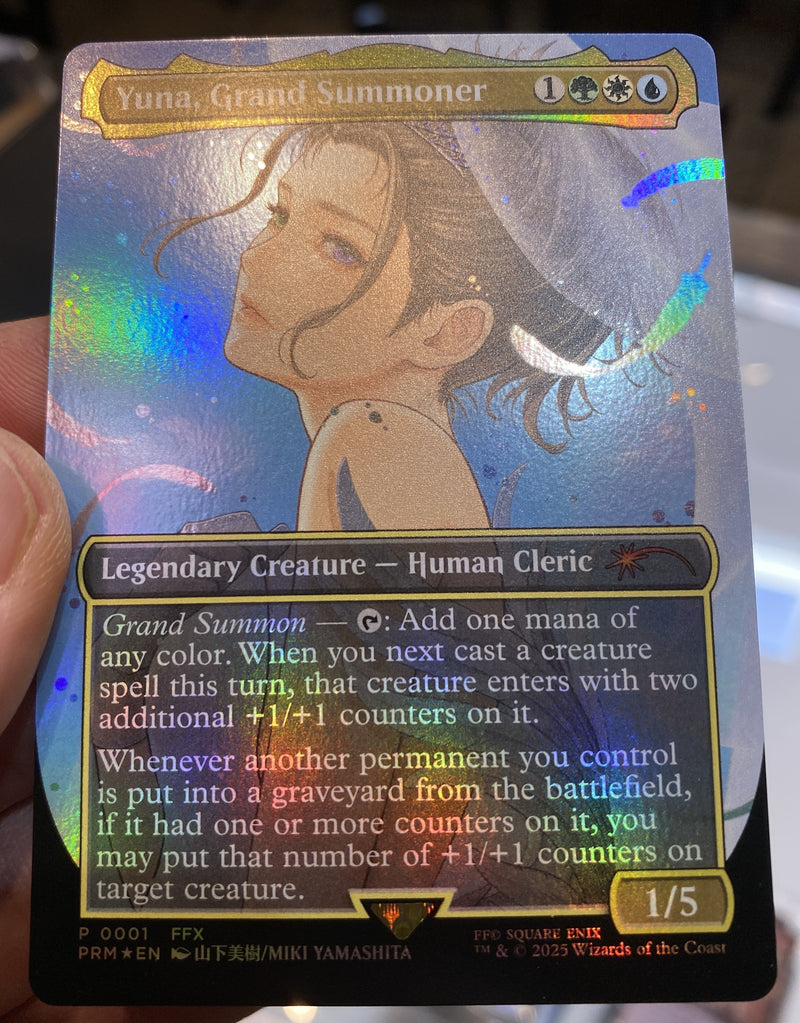 Yuna, Grand Summoner 1
Legendary Creature — Human Cleric
Grand Summon — : Add one mana of
any color. When you next cast a creature
spell this turn, that creature enters with two
additional +1/+1 counters on it.
Whenever another permanent you control
is put into a graveyard from the battlefield,
if it had one or more counters on it, you
may put that number of +1/+1 counters on
target creature.
1/5
P 0001 FFX
PRM★EN 山下美樹/MIKI YAMASHITA
FF© SQUARE ENIX
™ & © 2025 Wizards of the Coast